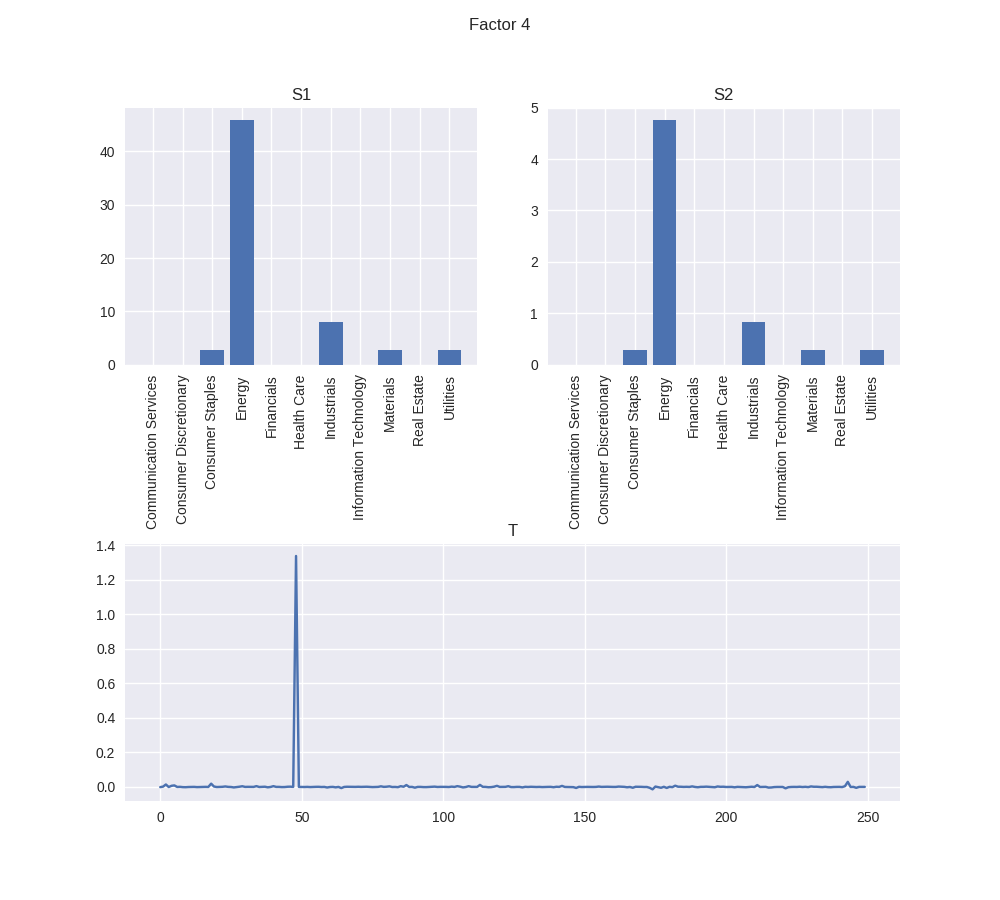 Factor 4
S1
40
30
20
10
0
Communication Services
Consumer Discretionary
Consumer Staples
Energy
Financials
Health Care
Industrials
Information Technology
Materials
Real Estate
Utilities
S2
5
4
3
2
1
0
Communication Services
Consumer Discretionary
Consumer Staples
Energy
Financials
Health Care
Industrials
Information Technology
Materials
Real Estate
Utilities
T
1.4
1.2
1.0
0.8
0.6
0.4
0.2
0.0
0
50
100
150
200
250